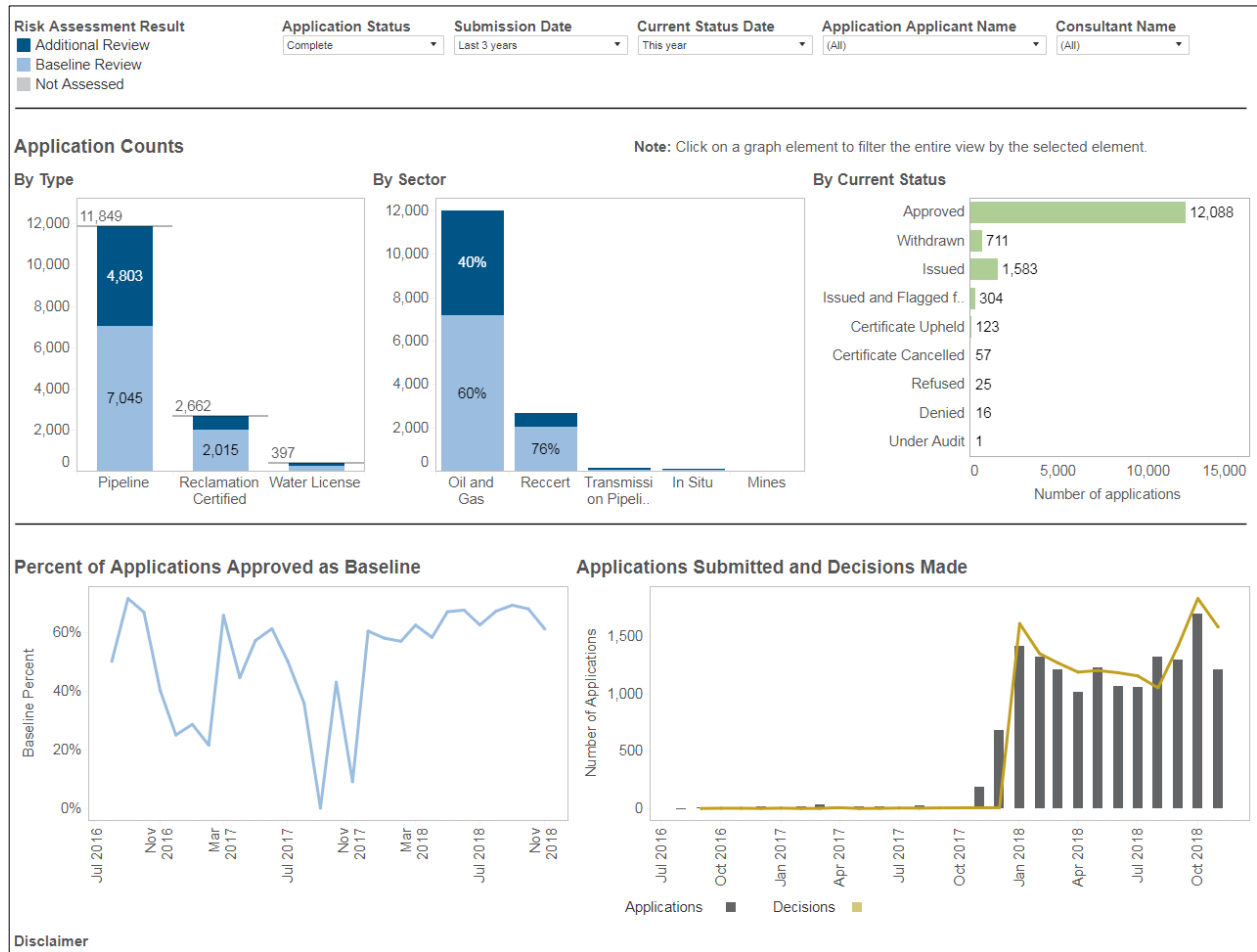 Risk Assessment Result
Additional Review
Baseline Review
Not Assessed
Application Status
Complete
Submission Date
Last 3 years
Current Status Date
This year
Application Applicant Name
(All)
Consultant Name
(All)
Application Counts
Note: Click on a graph element to filter the entire view by the selected element.
By Type
12,000
10,000
8,000
6,000
4,000
2,000
0
11,849
4,803
7,045
2,662
2,015
397
Pipeline
Reclamation
Certified
Water License
By Sector
12,000
10,000
8,000
6,000
4,000
2,000
0
40%
60%
76%
Oil and
Gas
Reccert
Transmissi
on Pipeli..
In Situ
Mines
By Current Status
Approved 12,088
Withdrawn 711
Issued 1,583
Issued and Flagged f.. 304
Certificate Upheld 123
Certificate Cancelled 57
Refused 25
Denied 16
Under Audit 1
0 5,000 10,000 15,000
Number of applications
Percent of Applications Approved as Baseline
Baseline Percent
60%
40%
20%
0%
Jul 2016
Nov
2016
Mar
2017
Jul 2017
Nov
2017
Mar
2018
Jul 2018
Nov
2018
Applications Submitted and Decisions Made
Number of Applications
1,500
1,000
500
0
Jul 2016
Oct 2016
Jan 2017
Apr 2017
Jul 2017
Oct 2017
Jan 2018
Apr 2018
Jul 2018
Oct 2018
Applications
Decisions
Disclaimer